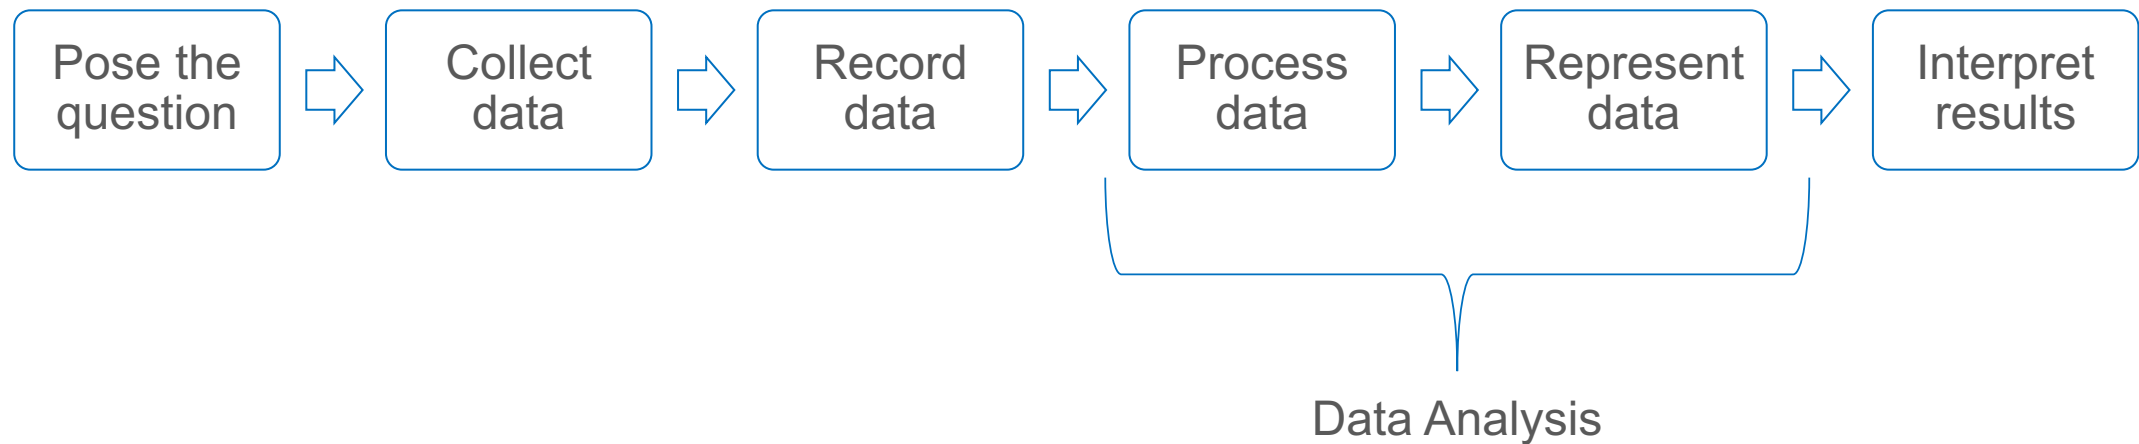 Pose the
question
Collect
data
Record
data
Process
data
Represent
data
Interpret
results
Data Analysis